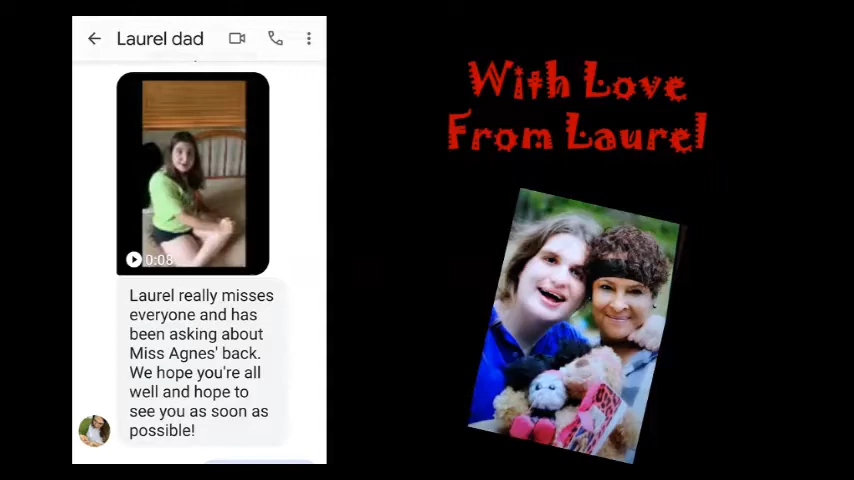 Laurel dad
0:08
Laurel really misses
everyone and has
been asking about
Miss Agnes' back.
We hope you're all
well and hope to
see you as soon as
possible!
With Love
From Laurel